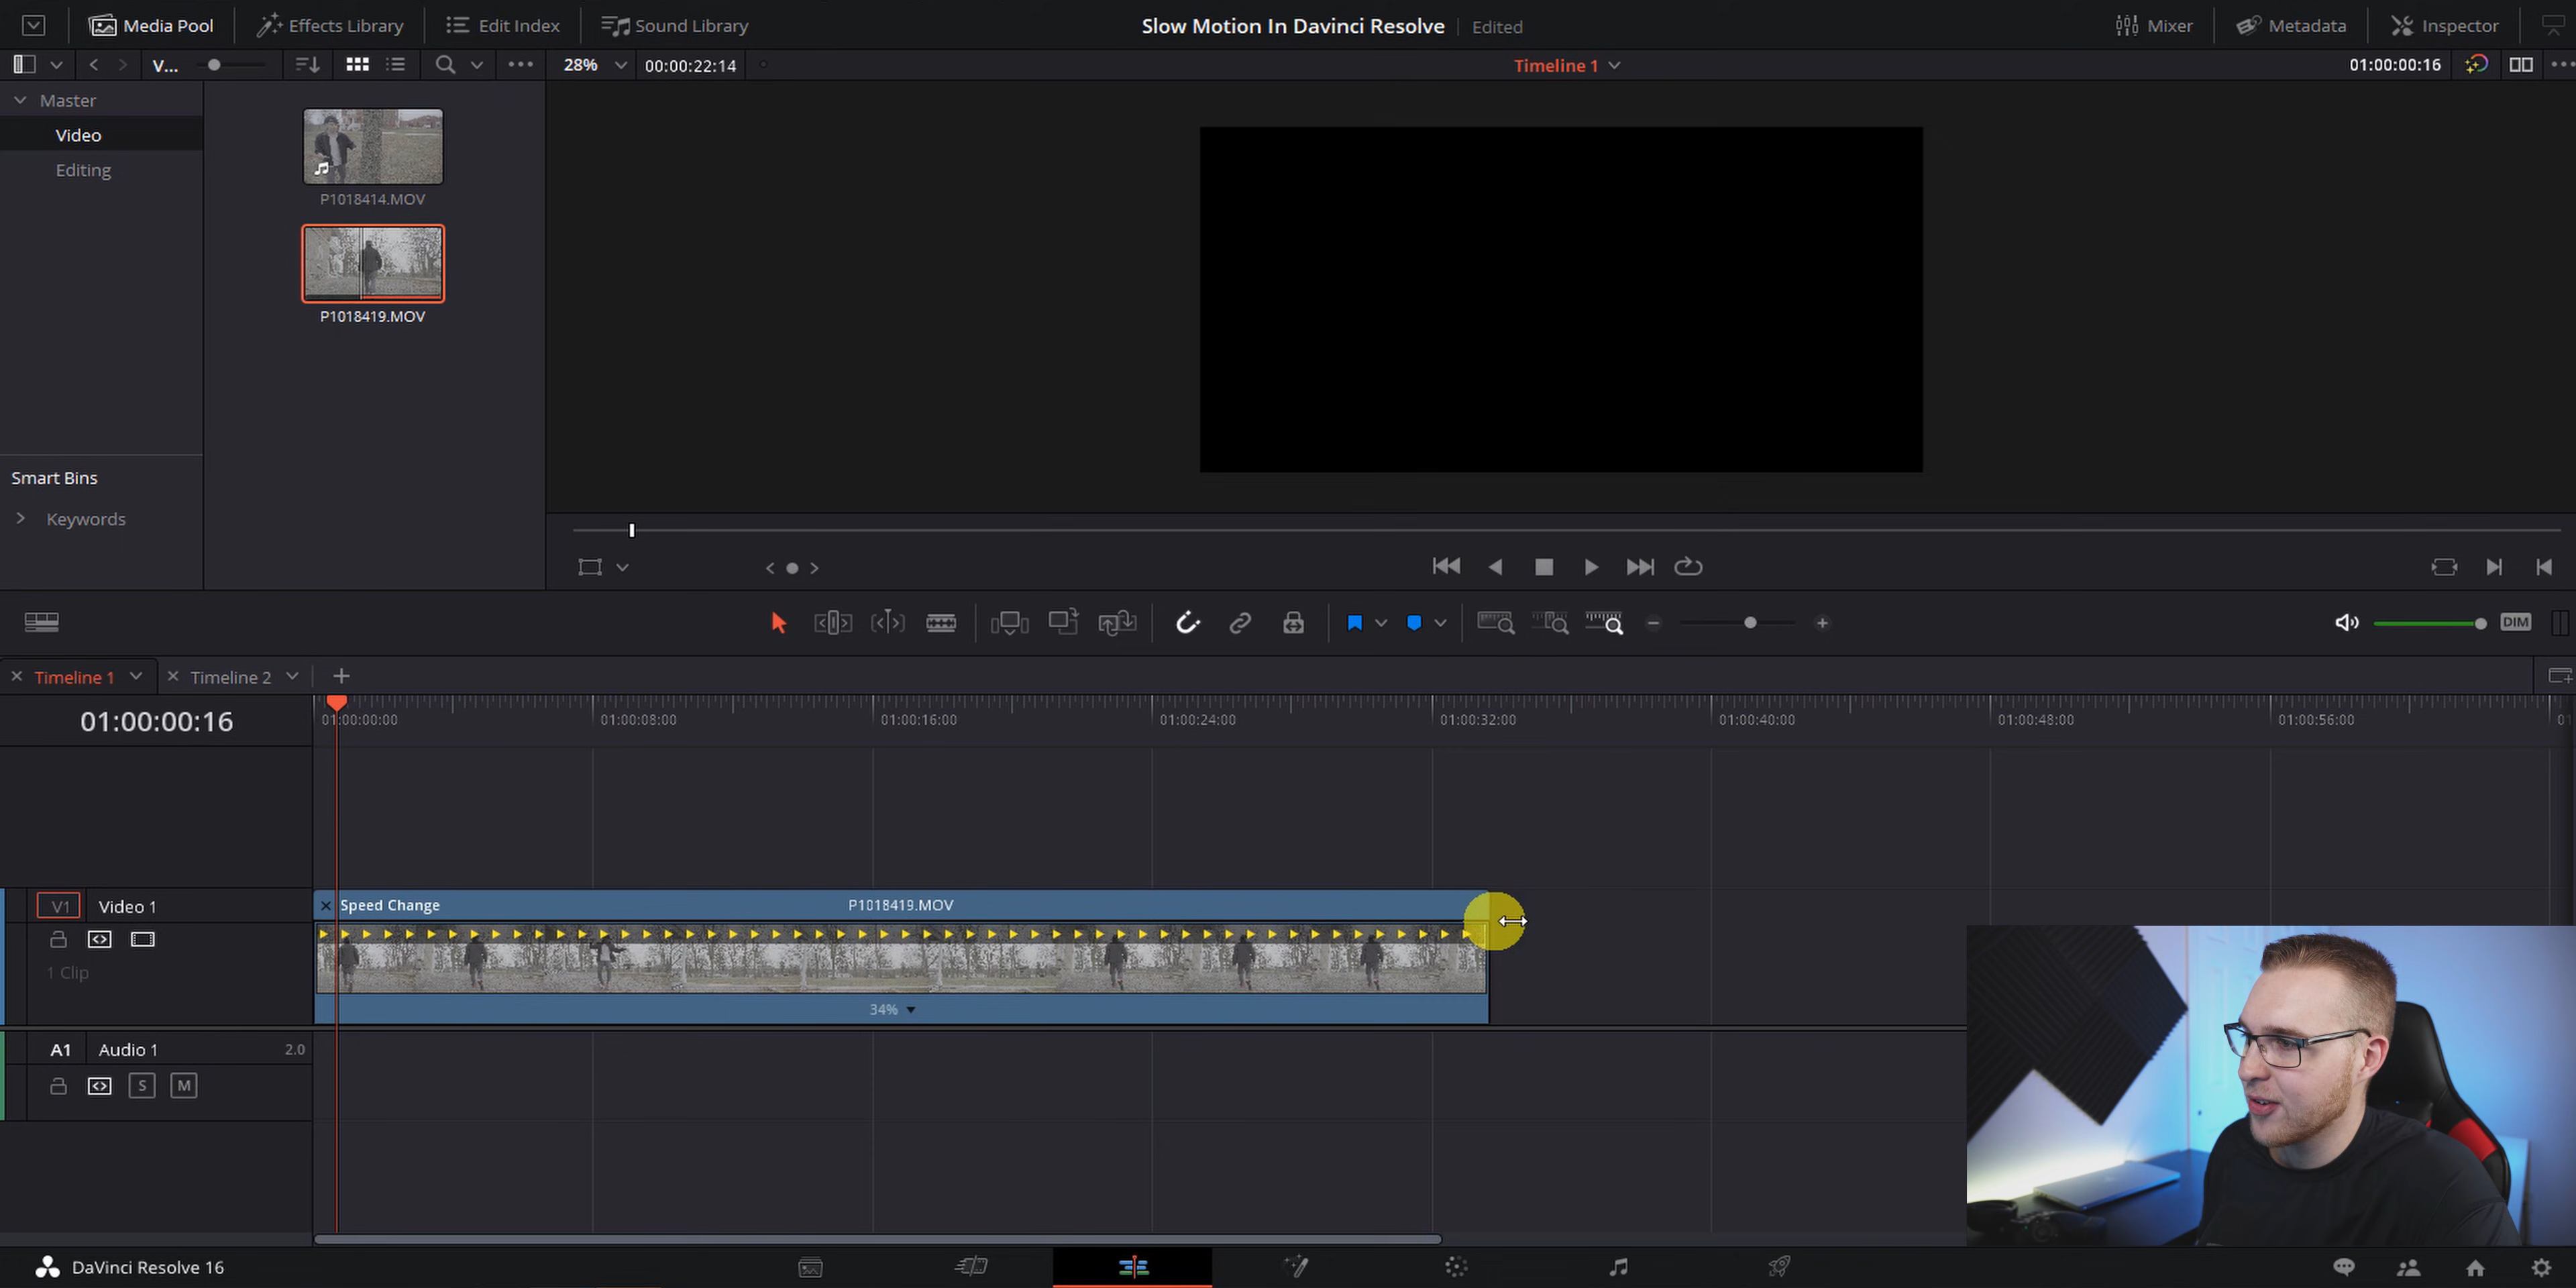 Media Pool Effects Library Edit Index Sound Library Slow Motion In Davinci Resolve Edited Mixer Metadata Inspector
V... 28% 00:00:22:14 Timeline 1 01:00:00:16
Master
Video
Editing
P1018414.MOV
P1018419.MOV
Smart Bins
Keywords
DIM
Timeline 1 Timeline 2
01:00:00:16 01:00:00:00 01:00:08:00 01:00:16:00 01:00:24:00 01:00:32:00 01:00:40:00 01:00:48:00 01:00:56:00
V1 Video 1 Speed Change P1018419.MOV
1 Clip
34%
A1 Audio 1 2.0
S M
DaVinci Resolve 16